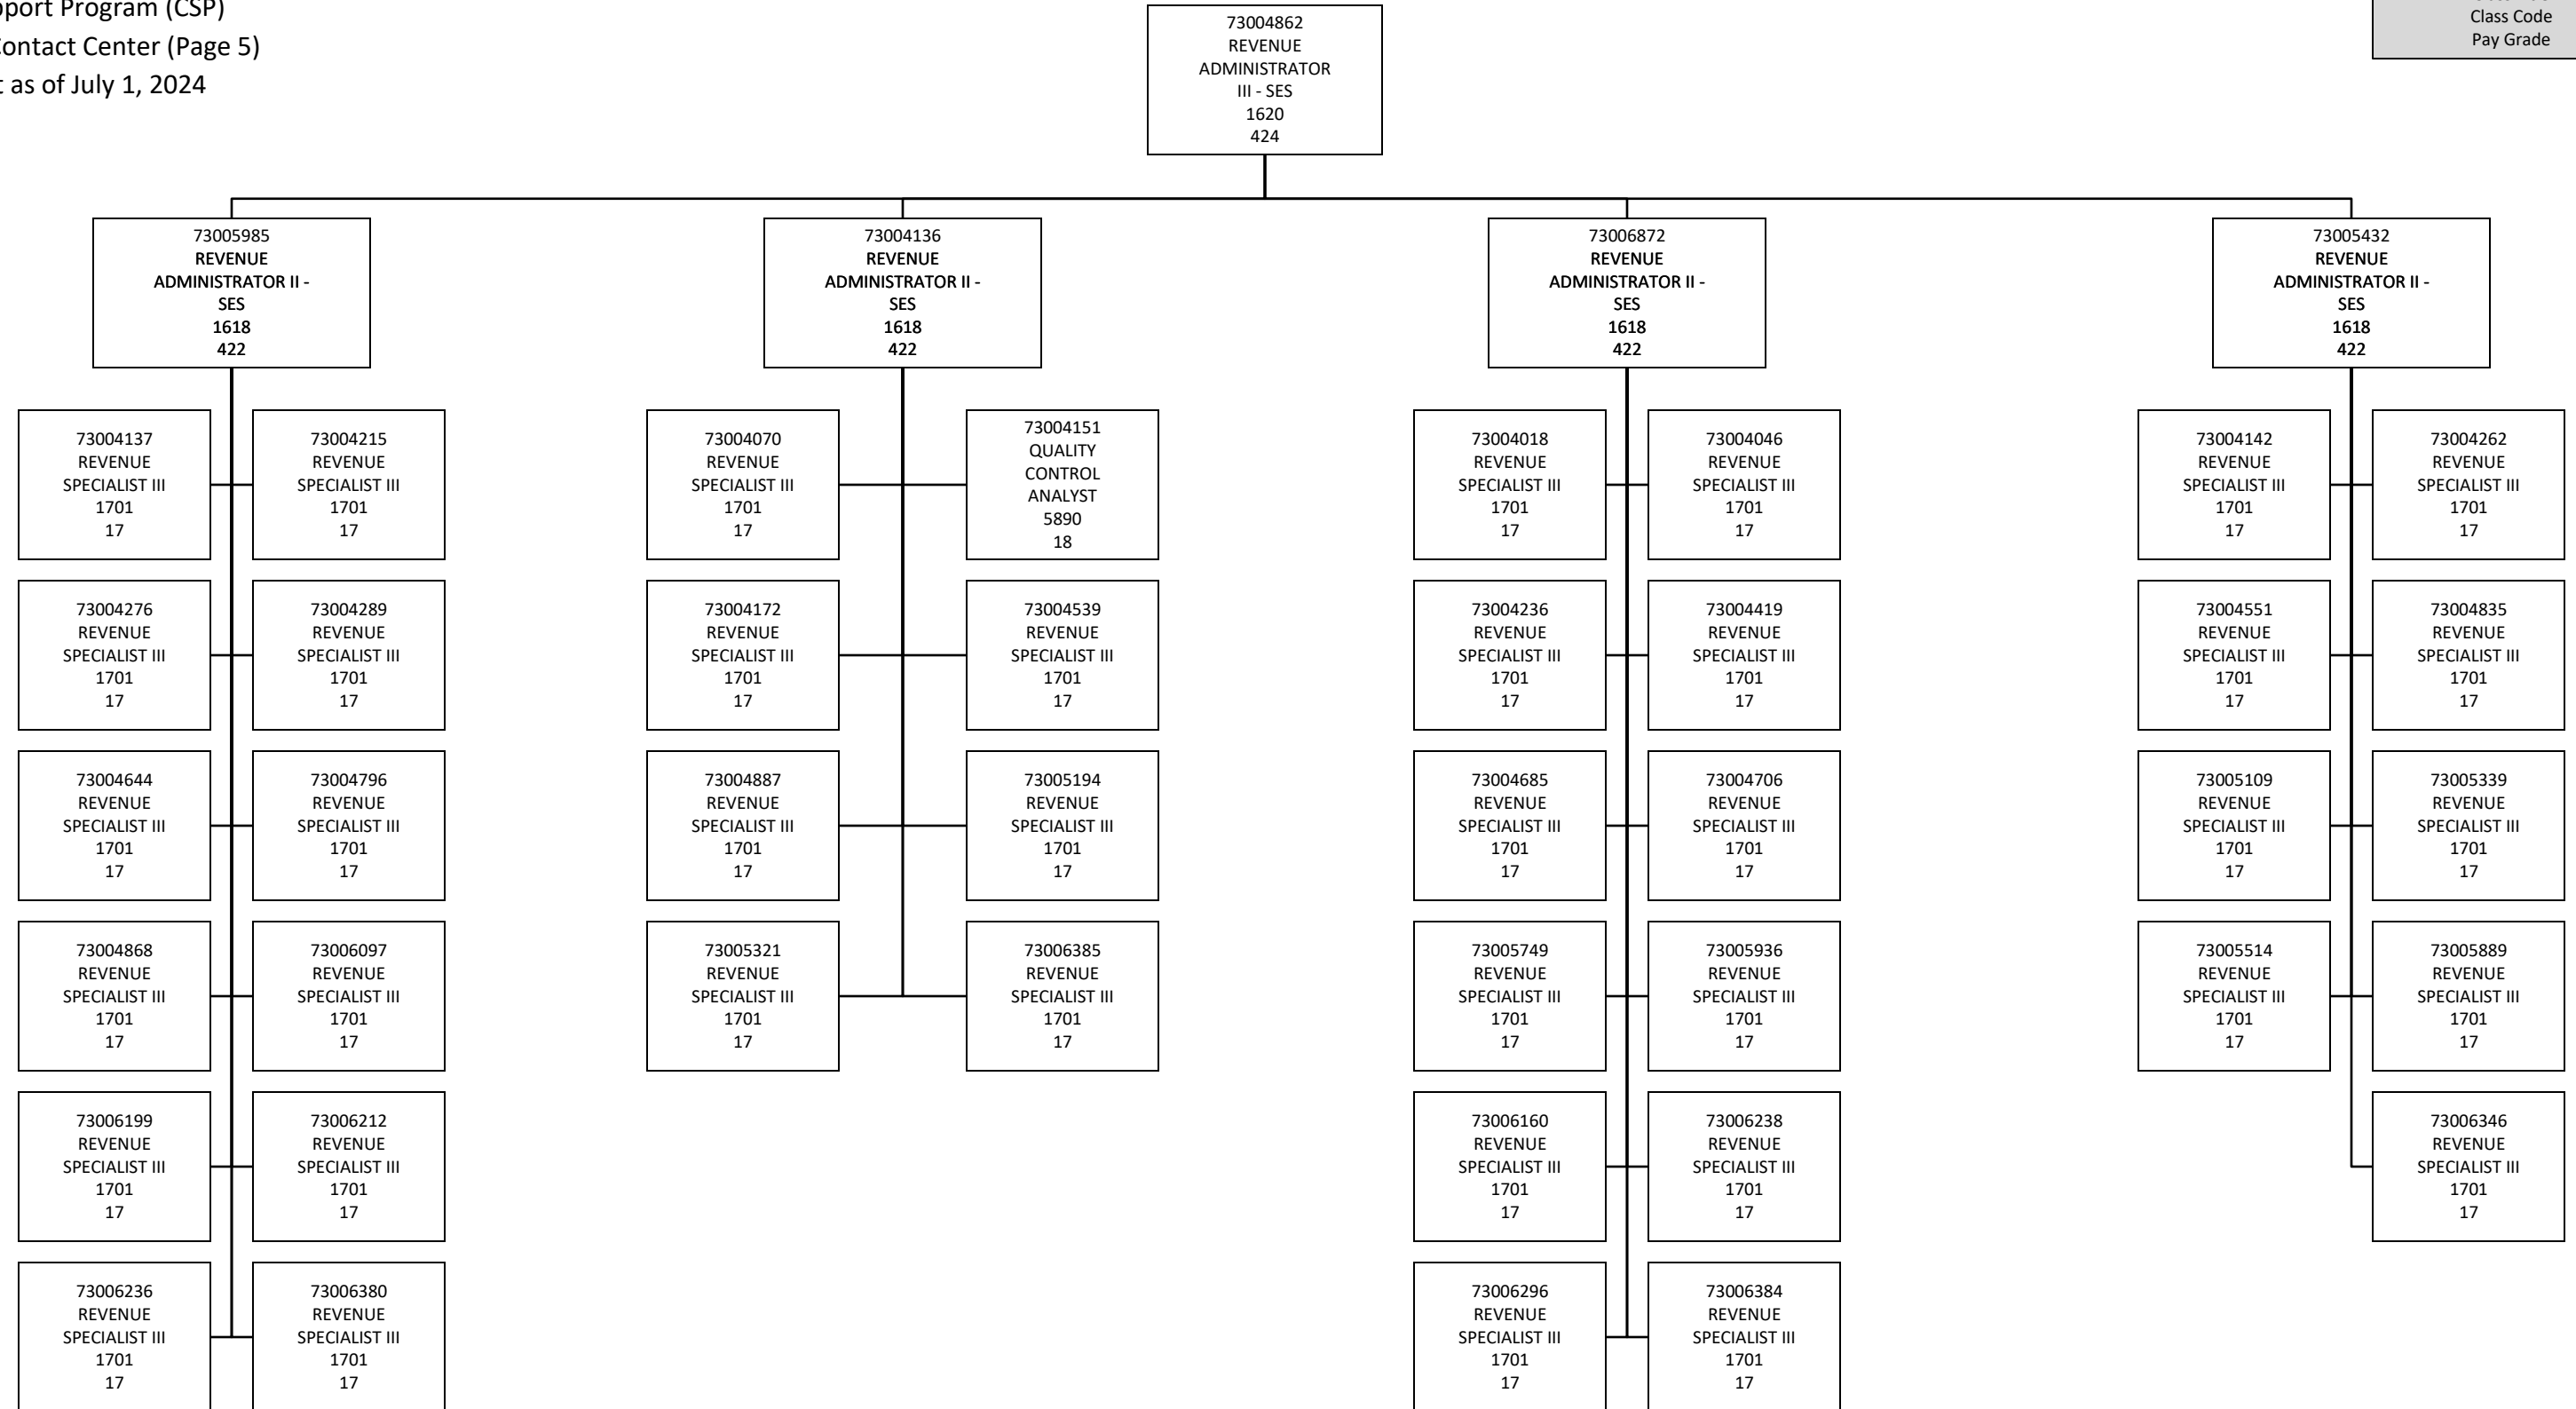 Program (CSP)
Contact Center (Page 5)
as of July 1, 2024
Class Code
Pay Grade
73004862
REVENUE
ADMINISTRATOR
III - SES
1620
424
73005985
REVENUE
ADMINISTRATOR II -
SES
1618
422
73004136
REVENUE
ADMINISTRATOR II -
SES
1618
422
73006872
REVENUE
ADMINISTRATOR II -
SES
1618
422
73005432
REVENUE
ADMINISTRATOR II -
SES
1618
422
73004137
REVENUE
SPECIALIST III
1701
17
73004215
REVENUE
SPECIALIST III
1701
17
73004070
REVENUE
SPECIALIST III
1701
17
73004151
QUALITY
CONTROL
ANALYST
5890
18
73004018
REVENUE
SPECIALIST III
1701
17
73004046
REVENUE
SPECIALIST III
1701
17
73004142
REVENUE
SPECIALIST III
1701
17
73004262
REVENUE
SPECIALIST III
1701
17
73004276
REVENUE
SPECIALIST III
1701
17
73004289
REVENUE
SPECIALIST III
1701
17
73004172
REVENUE
SPECIALIST III
1701
17
73004539
REVENUE
SPECIALIST III
1701
17
73004236
REVENUE
SPECIALIST III
1701
17
73004419
REVENUE
SPECIALIST III
1701
17
73004551
REVENUE
SPECIALIST III
1701
17
73004835
REVENUE
SPECIALIST III
1701
17
73004644
REVENUE
SPECIALIST III
1701
17
73004796
REVENUE
SPECIALIST III
1701
17
73004887
REVENUE
SPECIALIST III
1701
17
73005194
REVENUE
SPECIALIST III
1701
17
73004685
REVENUE
SPECIALIST III
1701
17
73004706
REVENUE
SPECIALIST III
1701
17
73005109
REVENUE
SPECIALIST III
1701
17
73005339
REVENUE
SPECIALIST III
1701
17
73004868
REVENUE
SPECIALIST III
1701
17
73006097
REVENUE
SPECIALIST III
1701
17
73005321
REVENUE
SPECIALIST III
1701
17
73006385
REVENUE
SPECIALIST III
1701
17
73005749
REVENUE
SPECIALIST III
1701
17
73005936
REVENUE
SPECIALIST III
1701
17
73005514
REVENUE
SPECIALIST III
1701
17
73005889
REVENUE
SPECIALIST III
1701
17
73006199
REVENUE
SPECIALIST III
1701
17
73006212
REVENUE
SPECIALIST III
1701
17
73006160
REVENUE
SPECIALIST III
1701
17
73006238
REVENUE
SPECIALIST III
1701
17
73006346
REVENUE
SPECIALIST III
1701
17
73006236
REVENUE
SPECIALIST III
1701
17
73006380
REVENUE
SPECIALIST III
1701
17
73006296
REVENUE
SPECIALIST III
1701
17
73006384
REVENUE
SPECIALIST III
1701
17